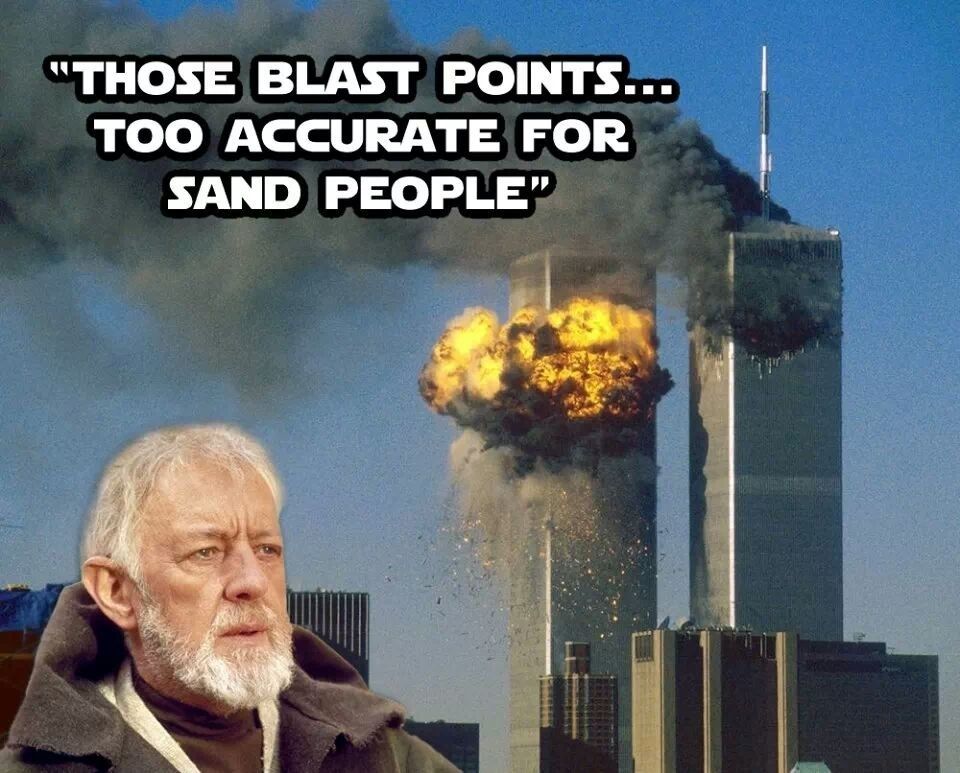 "THOSE BLAST POINTS...
TOO ACCURATE FOR
SAND PEOPLE"